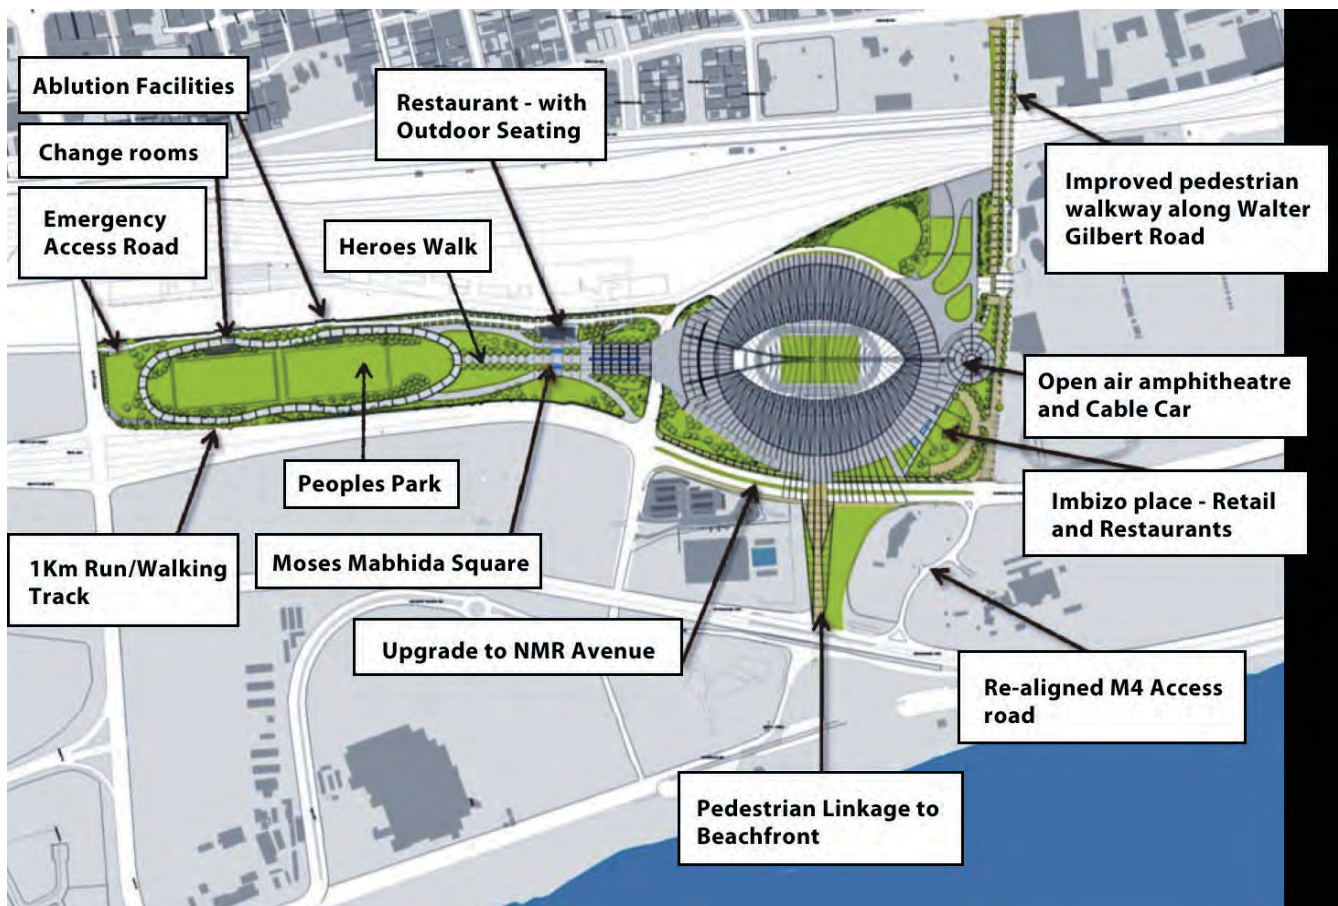 Ablution Facilities
Change rooms
Emergency
Access Road
Restaurant - with
Outdoor Seating
Heroes Walk
Improved pedestrian
walkway along Walter
Gilbert Road
Open air amphitheatre
and Cable Car
Peoples Park
Imbizo place - Retail
and Restaurants
1Km Run/Walking
Track
Moses Mabhida Square
Upgrade to NMR Avenue
Re-aligned M4 Access
road
Pedestrian Linkage to
Beachfront